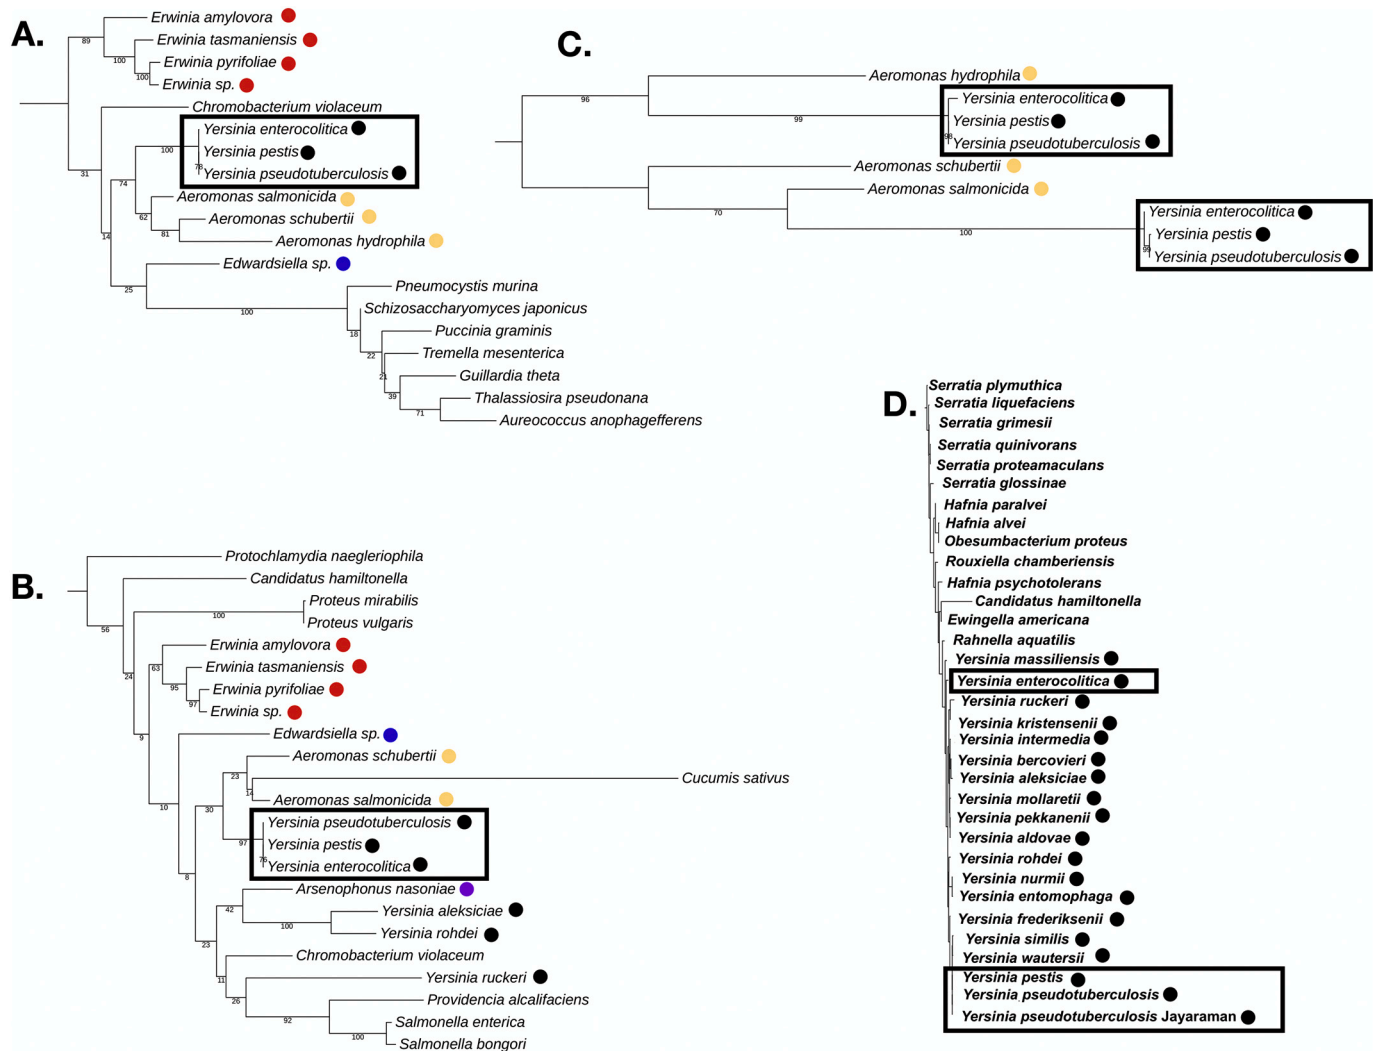 A.
Erwinia amylovora
89
Erwinia tasmaniensis
100
Erwinia pyrifoliae
100
Erwinia sp.
Chromobacterium violaceum
Yersinia enterocolitica
100
Yersinia pestis
78
Yersinia pseudotuberculosis
31
74
Aeromonas salmonicida
62
Aeromonas schubertii
81
14
Aeromonas hydrophila
Edwardsiella sp.
25
Pneumocystis murina
100
Schizosaccharyomyces japonicus
18
Puccinia graminis
22
Tremella mesenterica
21
Guillardia theta
39
Thalassiosira pseudonana
71
Aureococcus anophagefferens
C.
Aeromonas hydrophila
96
Yersinia enterocolitica
99
Yersinia pestis
98
Yersinia pseudotuberculosis
Aeromonas schubertii
Aeromonas salmonicida
70
Yersinia enterocolitica
100
Yersinia pestis
99
Yersinia pseudotuberculosis
B.
Protochlamydia naegleriophila
Candidatus hamiltonella
Proteus mirabilis
100
Proteus vulgaris
56
Erwinia amylovora
63
Erwinia tasmaniensis
24
95
Erwinia pyrifoliae
97
Erwinia sp.
9
Edwardsiella sp.
Aeromonas schubertii
23
Cucumis sativus
14
Aeromonas salmonicida
10
30
Yersinia pseudotuberculosis
97
Yersinia pestis
76
Yersinia enterocolitica
8
Arsenophonus nasoniae
42
Yersinia aleksiciae
100
Yersinia rohdei
23
Chromobacterium violaceum
11
Yersinia ruckeri
26
Providencia alcalifaciens
92
Salmonella enterica
100
Salmonella bongori
D.
Serratia plymuthica
Serratia liquefaciens
Serratia grimesii
Serratia quinivorans
Serratia proteamaculans
Serratia glossinae
Hafnia paralvei
Hafnia alvei
Obesumbacterium proteus
Rouxiella chamberiensis
Hafnia psychotolerans
Candidatus hamiltonella
Ewingella americana
Rahnella aquatilis
Yersinia massiliensis
Yersinia enterocolitica
Yersinia ruckeri
Yersinia kristensenii
Yersinia intermedia
Yersinia bercovieri
Yersinia aleksiciae
Yersinia mollaretii
Yersinia pekkanenii
Yersinia aldovae
Yersinia rohdei
Yersinia nurmii
Yersinia entomophaga
Yersinia frederiksenii
Yersinia similis
Yersinia wautersii
Yersinia pestis
Yersinia pseudotuberculosis
Yersinia pseudotuberculosis Jayaraman